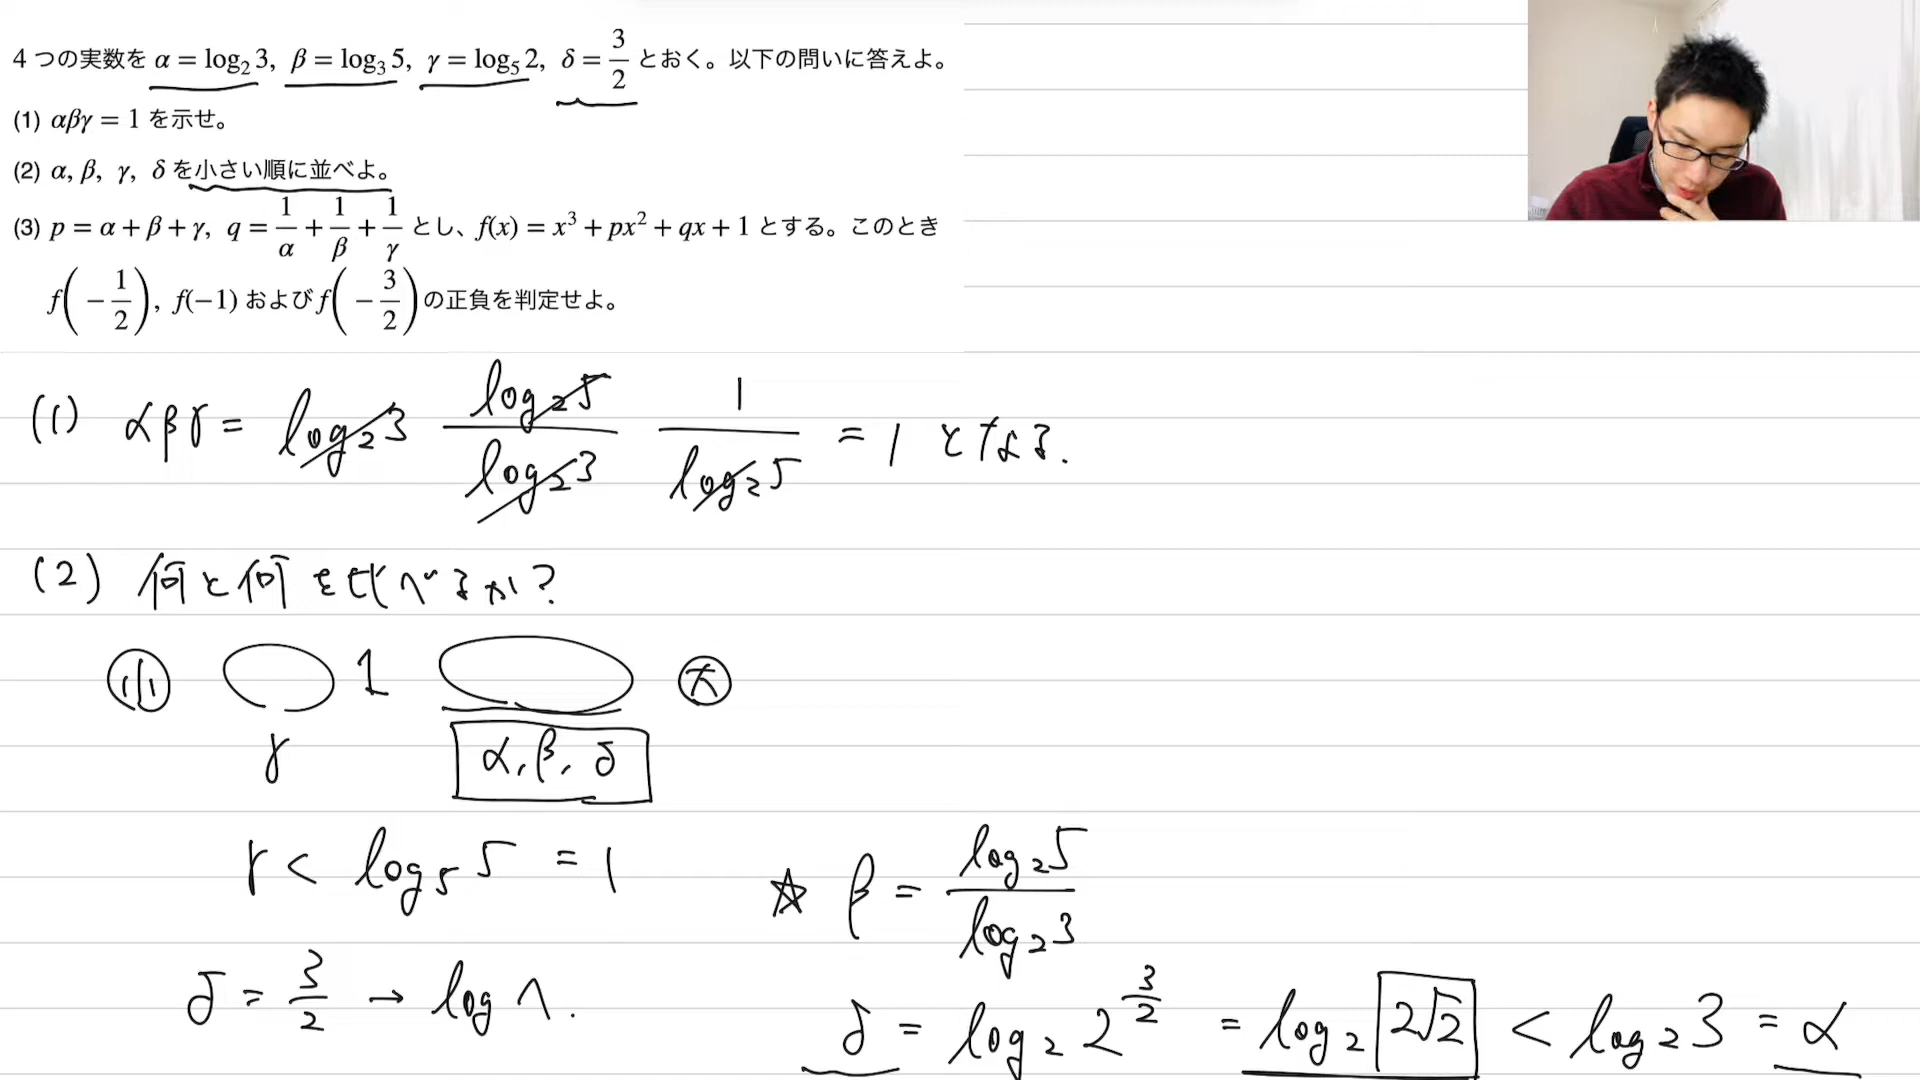 4つの実数を α = log₂3, β = log₃5, γ = log₅2, δ = 3/2 とおく。以下の問いに答えよ。
(1) αβγ = 1 を示せ。
(2) α, β, γ, δ を小さい順に並べよ。
(3) p = α + β + γ, q = 1/α + 1/β + 1/γ とし、f(x) = x³ + px² + qx + 1 とする。このとき
f(−1/2), f(−1) および f(−3/2) の正負を判定せよ。
(1) αβγ = log₂3 log₂5/log₂3 1/log₂5 = 1 となる.
(2) 何と何を比べるか?
小 1 大
γ α, β, δ
γ < log₅5 = 1
☆ β = log₂5/log₂3
δ = 3/2 → log へ.
δ = log₂2^(3/2) = log₂2√2 < log₂3 = α